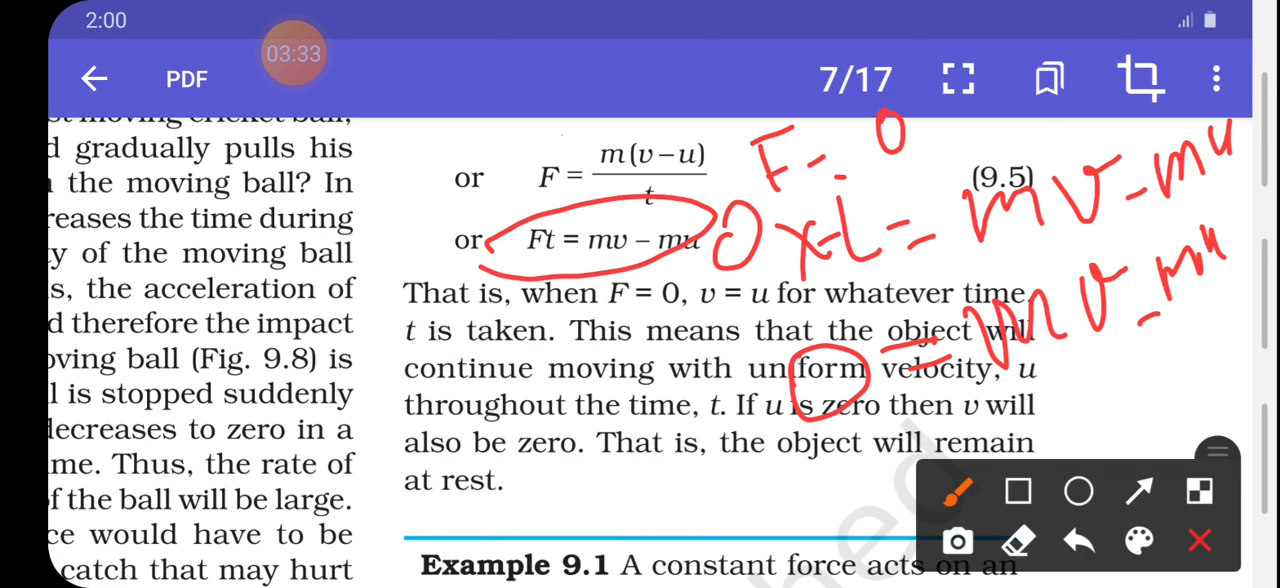 2:00
03:33
PDF
7/17
st moving cricket ball,
d gradually pulls his
the moving ball? In
reases the time during
ty of the moving ball
s, the acceleration of
d therefore the impact
oving ball (Fig. 9.8) is
l is stopped suddenly
decreases to zero in a
me. Thus, the rate of
f the ball will be large.
ce would have to be
catch that may hurt
or F = m(v – u) / t (9.5)
or Ft = mv – mu
F = 0
0 x t = mv – mu
0 = mv – mu
That is, when F = 0, v = u for whatever time,
t is taken. This means that the object will
continue moving with uniform velocity, u
throughout the time, t. If u is zero then v will
also be zero. That is, the object will remain
at rest.
Example 9.1 A constant force acts on an